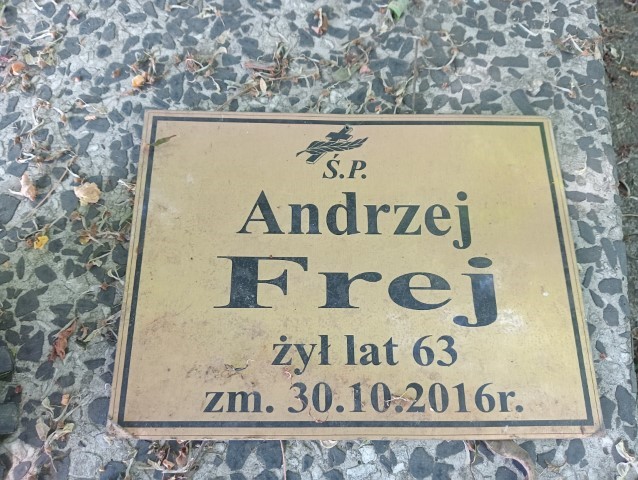 Ś.P.
Andrzej
Frej
żył lat 63
zm. 30.10.2016r.